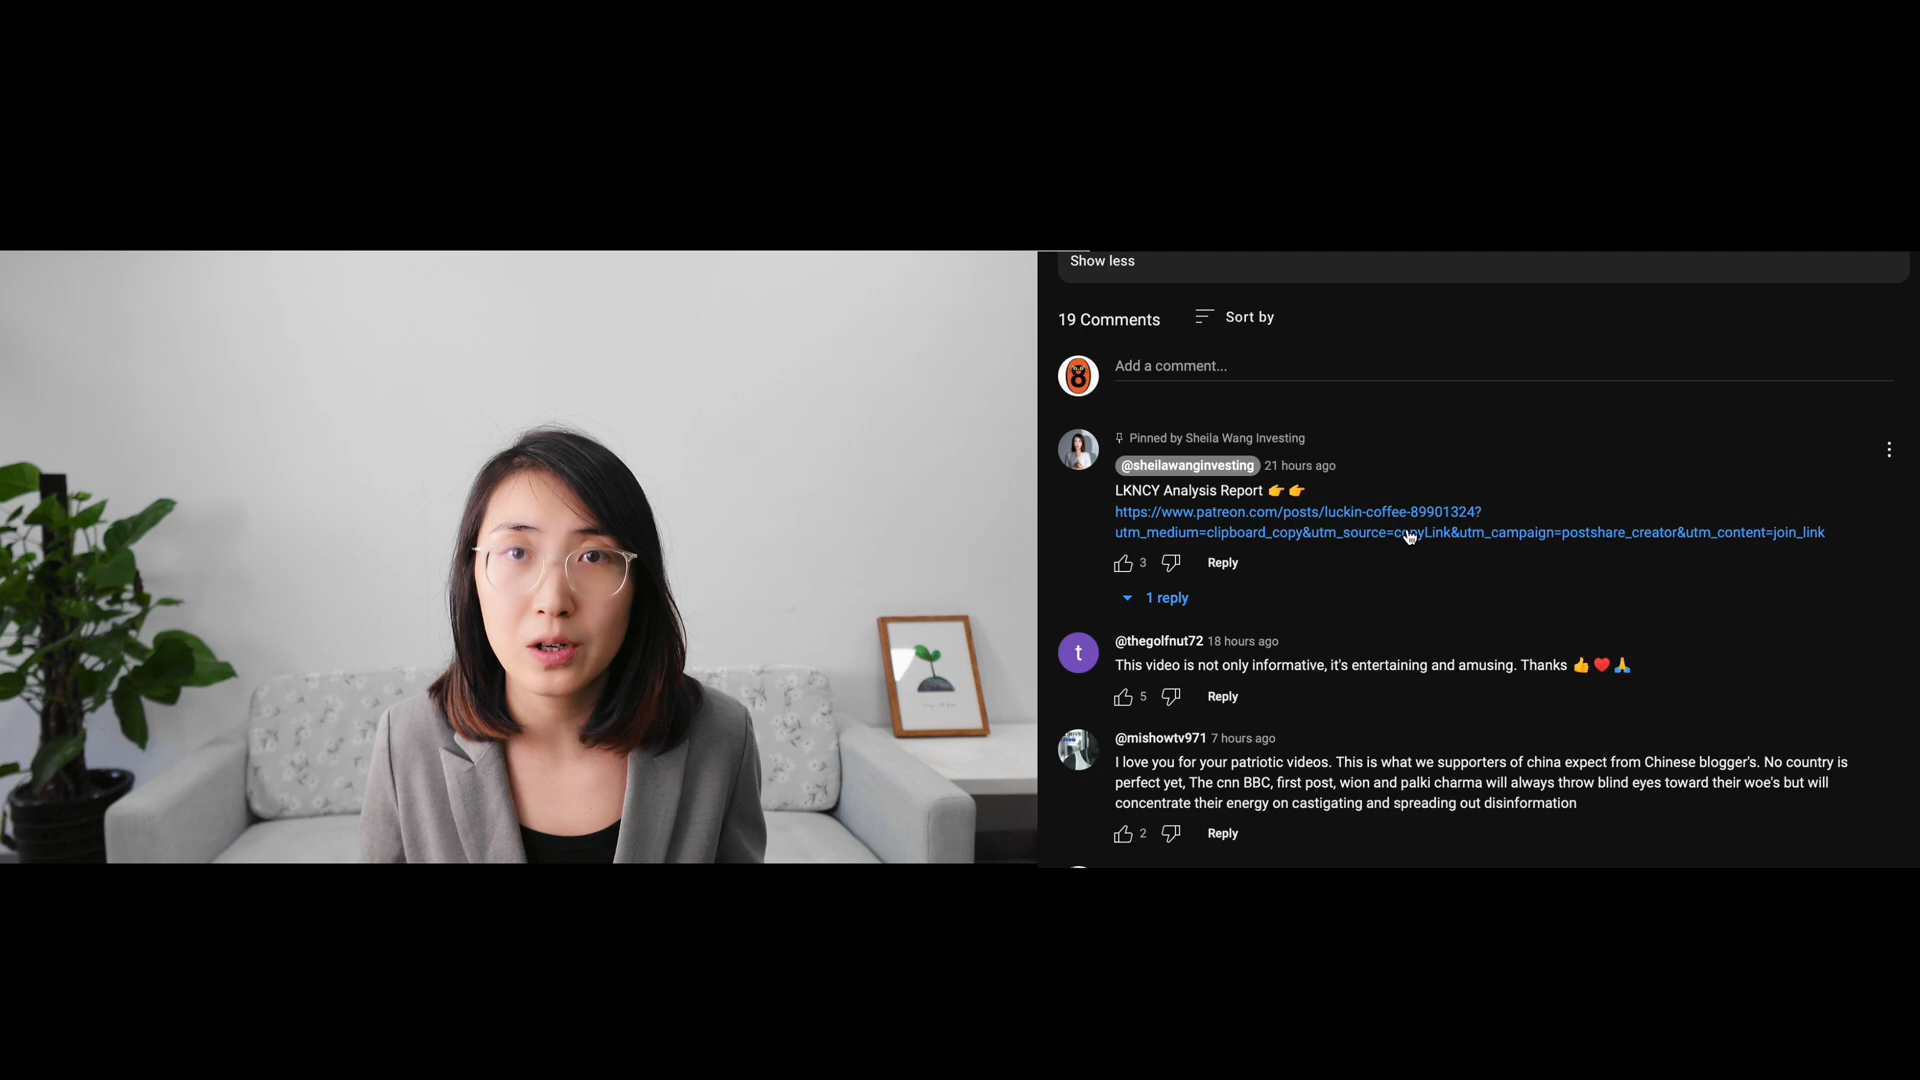 Show less
19 Comments
Sort by
Add a comment...
Pinned by Sheila Wang Investing
@sheilawanginvesting 21 hours ago
LKNCY Analysis Report 👉 👉
https://www.patreon.com/posts/luckin-coffee-89901324?
utm_medium=clipboard_copy&utm_source=copyLink&utm_campaign=postshare_creator&utm_content=join_link
3 Reply
1 reply
t
@thegolfnut72 18 hours ago
This video is not only informative, it's entertaining and amusing. Thanks 👍 ❤️ 🙏
5 Reply
@mishowtv971 7 hours ago
I love you for your patriotic videos. This is what we supporters of china expect from Chinese blogger's. No country is
perfect yet, The cnn BBC, first post, wion and palki charma will always throw blind eyes toward their woe's but will
concentrate their energy on castigating and spreading out disinformation
2 Reply